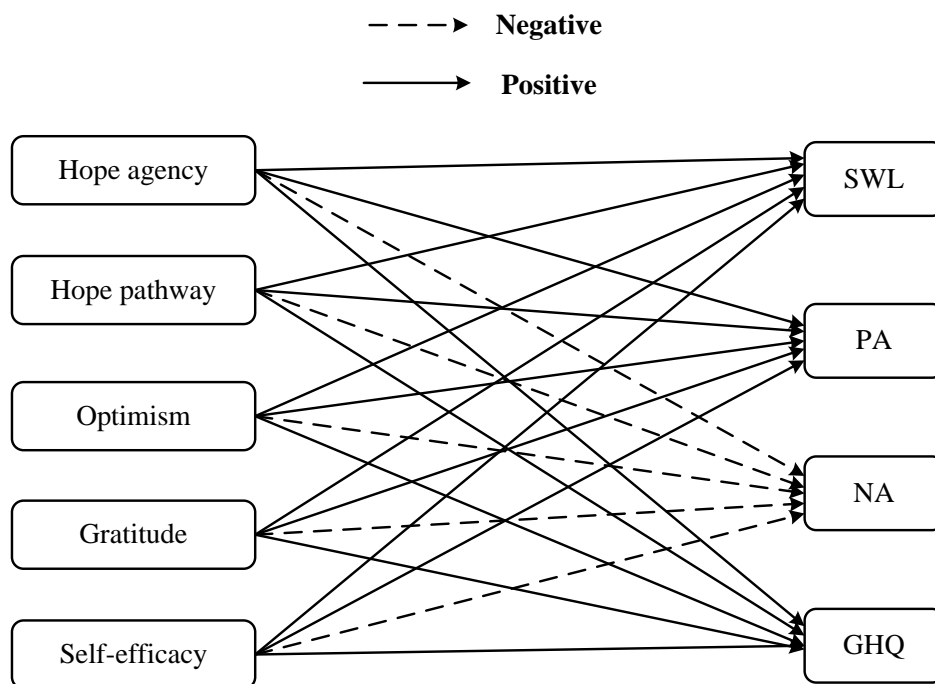 Negative
Positive
Hope agency
SWL
Hope pathway
PA
Optimism
NA
Gratitude
Self-efficacy
GHQ